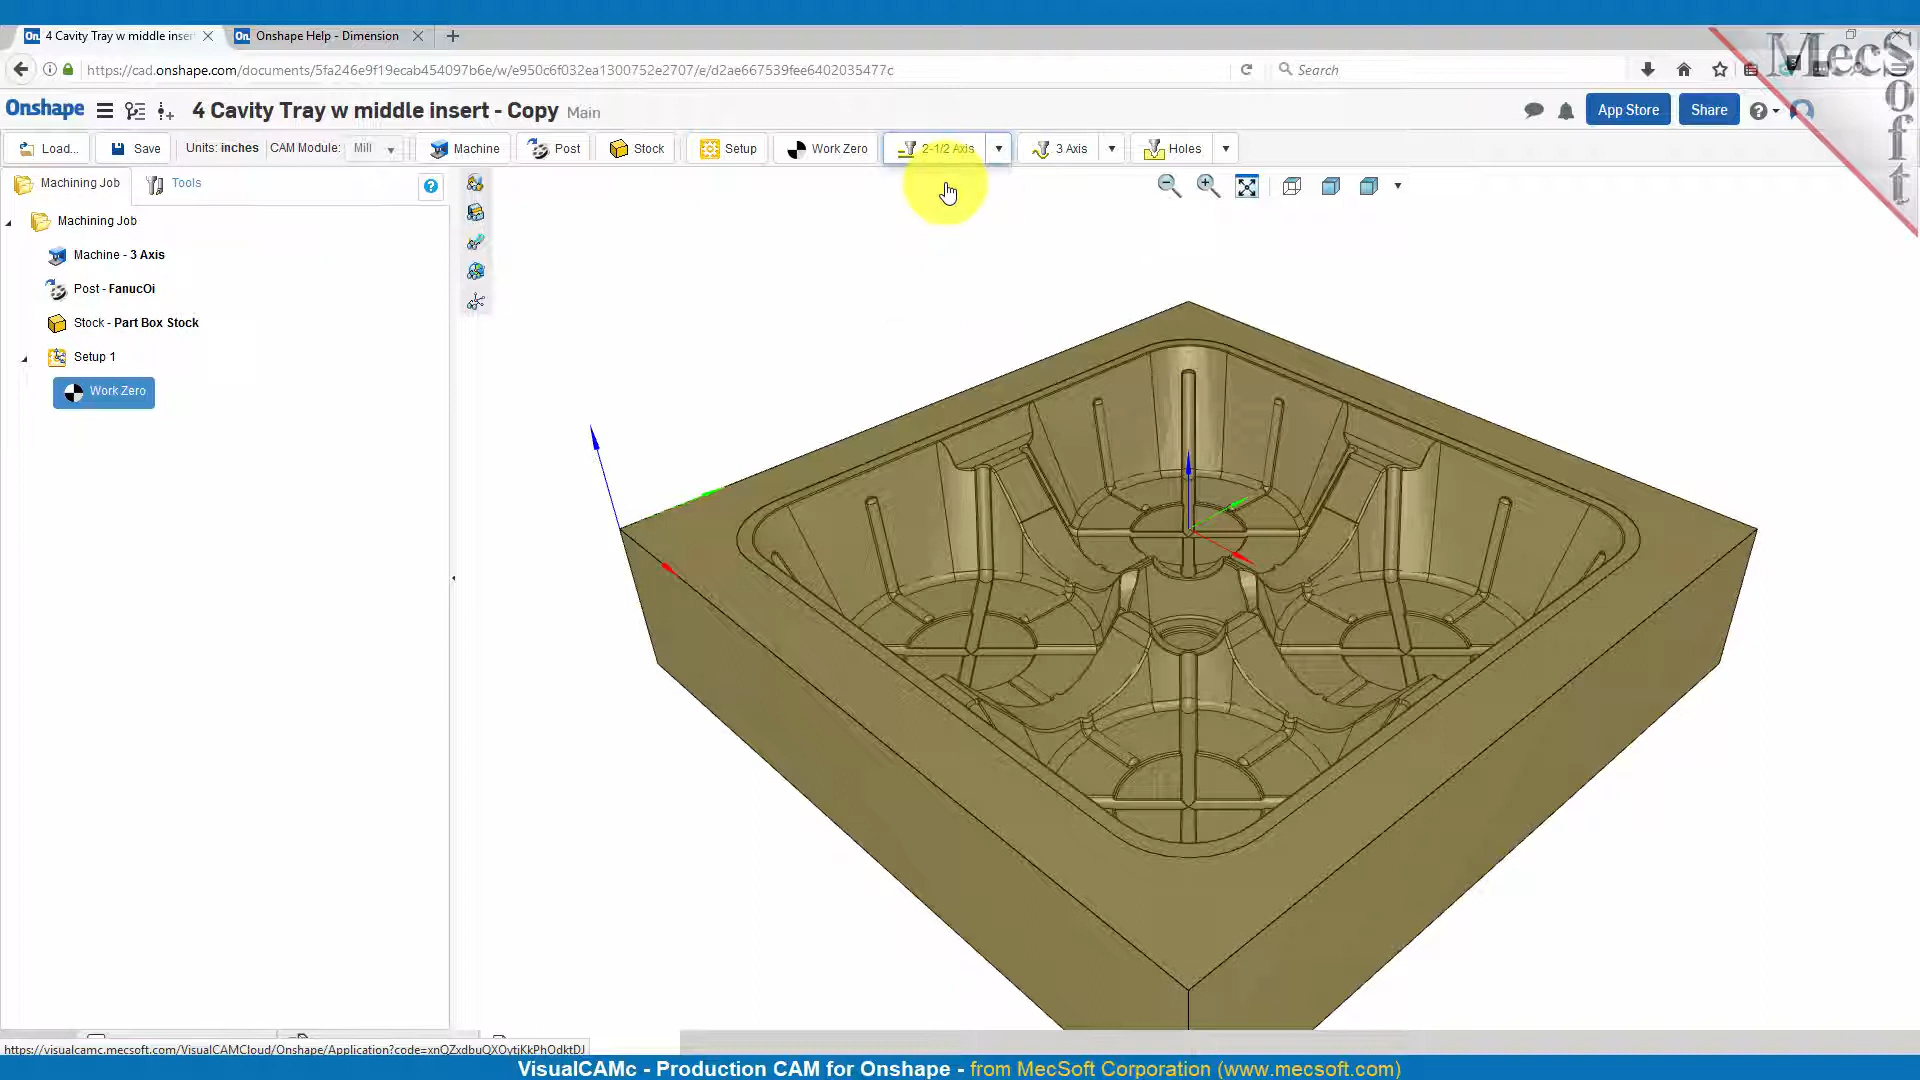 4 Cavity Tray w middle inser
Onshape Help - Dimension
https://cad.onshape.com/documents/5fa246e9f19ecab454097b6e/w/e950c6f032ea1300752e2707/e/d2ae667539fee6402035477c
Search
MecSoft
Onshape
4 Cavity Tray w middle insert - Copy Main
App Store
Share
Load...
Save
Units: inches
CAM Module: Mill
Machine
Post
Stock
Setup
Work Zero
2-1/2 Axis
3 Axis
Holes
Machining Job
Tools
Machining Job
Machine - 3 Axis
Post - FanucOi
Stock - Part Box Stock
Setup 1
Work Zero
VisualCAMc - Production CAM for Onshape - from MecSoft Corporation (www.mecsoft.com)